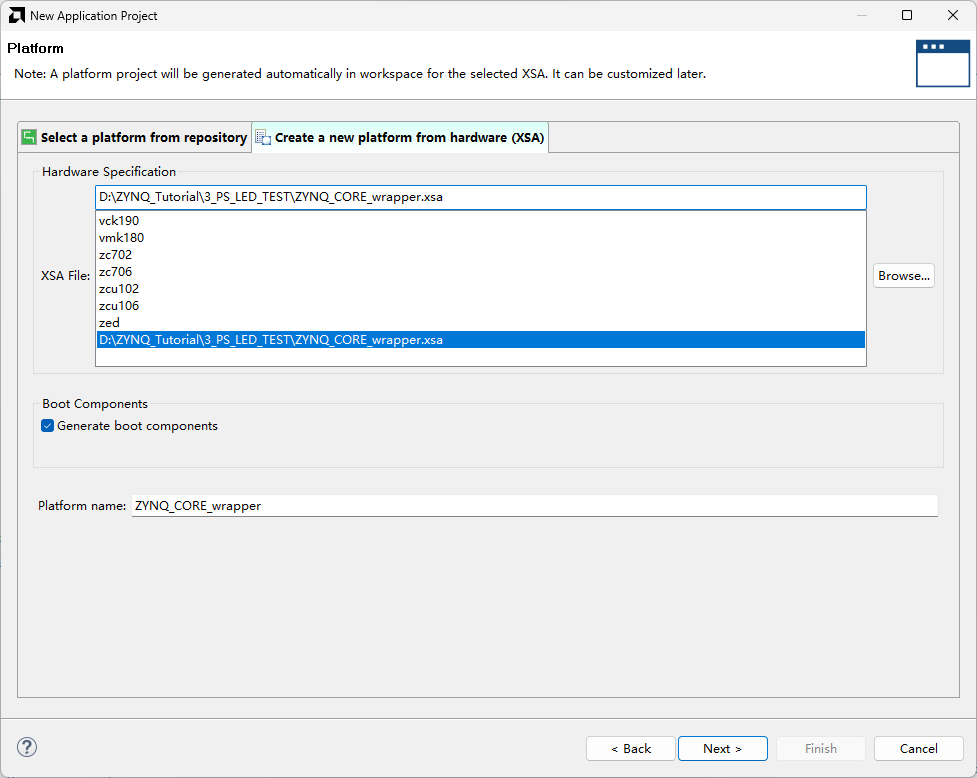 New Application Project
Platform
Note: A platform project will be generated automatically in workspace for the selected XSA. It can be customized later.
Select a platform from repository
Create a new platform from hardware (XSA)
Hardware Specification
D:\ZYNQ_Tutorial\3_PS_LED_TEST\ZYNQ_CORE_wrapper.xsa
vck190
vmk180
zc702
zc706
zcu102
zcu106
zed
D:\ZYNQ_Tutorial\3_PS_LED_TEST\ZYNQ_CORE_wrapper.xsa
XSA File:
Browse...
Boot Components
Generate boot components
Platform name: ZYNQ_CORE_wrapper
?
< Back
Next >
Finish
Cancel